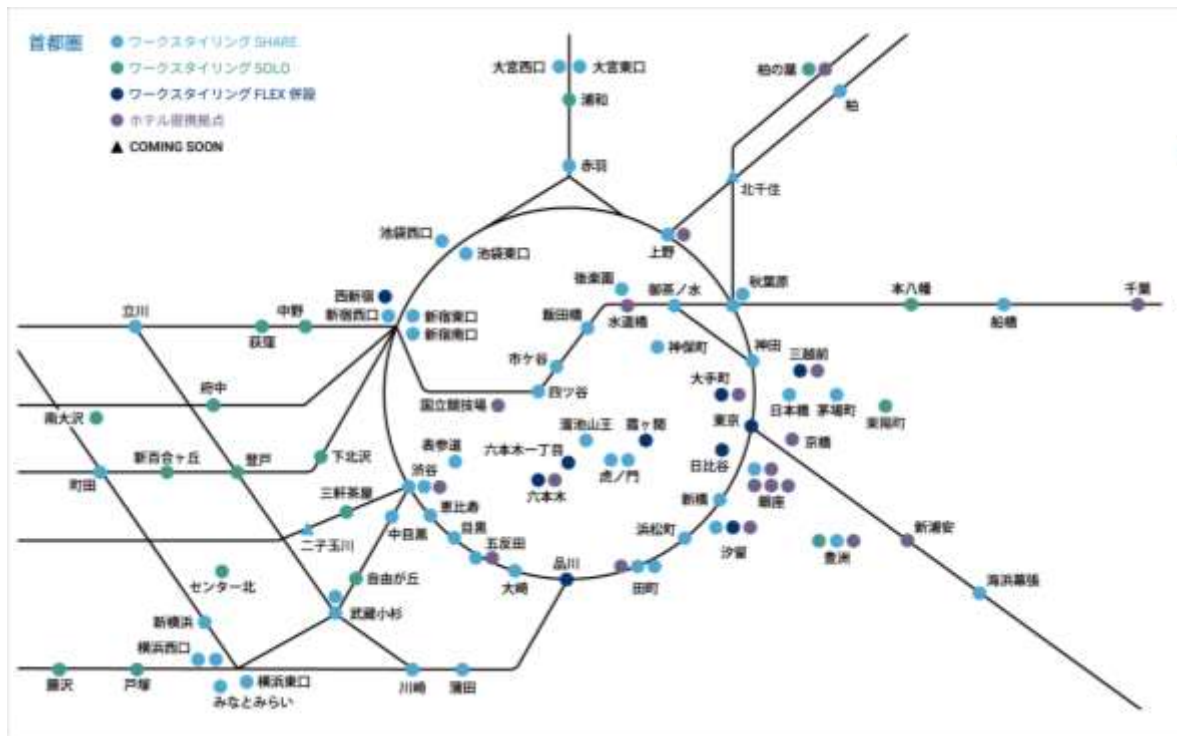 首都圏
ワークスタイリング SHARE
ワークスタイリング SOLO
ワークスタイリング FLEX 併設
ホテル提携拠点
▲ COMING SOON
大宮西口
大宮東口
浦和
赤羽
柏の葉
柏
北千住
池袋西口
池袋東口
上野
後楽園
御茶ノ水
秋葉原
本八幡
船橋
千葉
西新宿
新宿西口
新宿東口
新宿南口
立川
中野
荻窪
飯田橋
水道橋
神保町
神田
三越前
市ケ谷
四ツ谷
大手町
日本橋
茅場町
東陽町
府中
南大沢
国立競技場
溜池山王
霞ヶ関
東京
京橋
新百合ヶ丘
登戸
下北沢
町田
表参道
渋谷
六本木一丁目
虎ノ門
日比谷
六本木
銀座
三軒茶屋
二子玉川
中目黒
恵比寿
目黒
五反田
大崎
品川
田町
浜松町
新橋
汐留
豊洲
新浦安
海浜幕張
センター北
自由が丘
武蔵小杉
新横浜
横浜西口
横浜東口
みなとみらい
川崎
蒲田
藤沢
戸塚